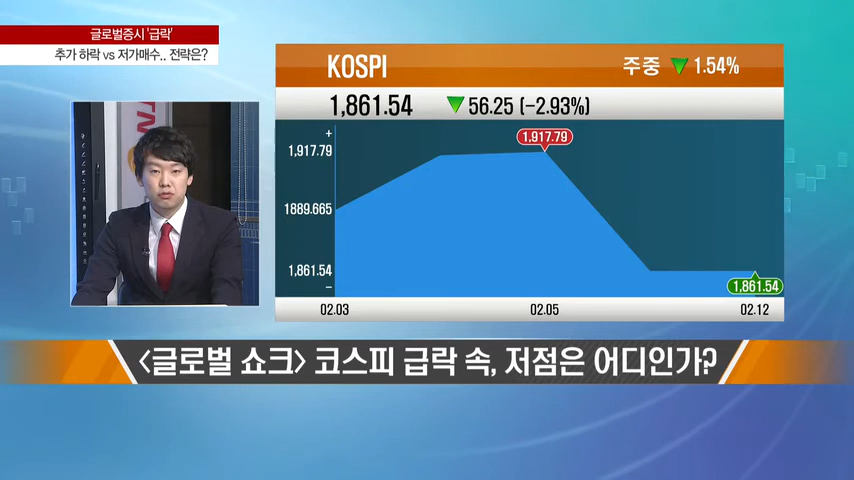 글로벌증시 '급락'
추가 하락 vs 저가매수.. 전략은?
KOSPI
주중 ▼ 1.54%
1,861.54 ▼ 56.25 (-2.93%)
+
1,917.79
1,917.79
1889.665
1,861.54
1,861.54
–
02.03 02.05 02.12
TN
<글로벌 쇼크> 코스피 급락 속, 저점은 어디인가?